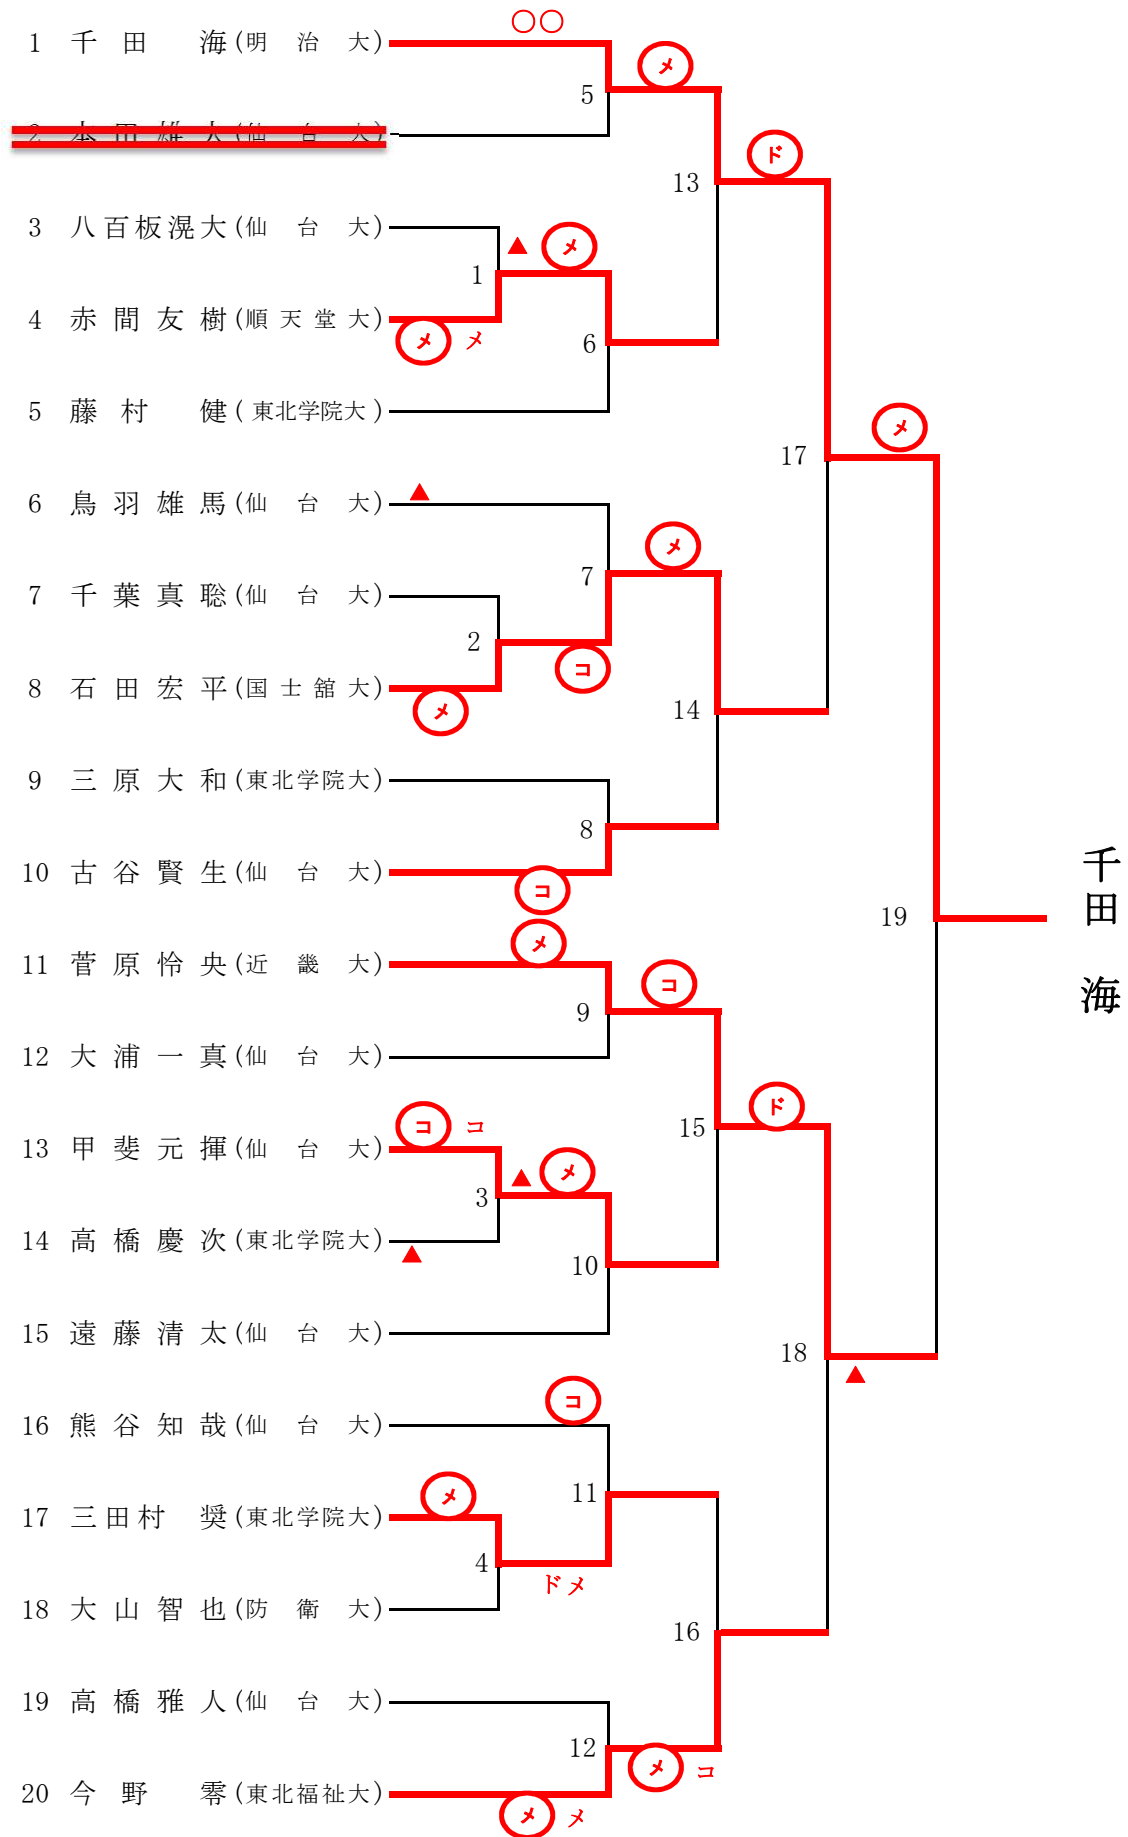 ○○
1 千田 海(明治大)
メ
5
2 本田雄大(仙台大)
ド
13
3 八百板滉大(仙台大)
▲ メ
1
4 赤間友樹(順天堂大)
メ メ
6
5 藤村 健(東北学院大)
メ
17
6 鳥羽雄馬(仙台大)
▲
メ
7
7 千葉真聡(仙台大)
2
コ
8 石田宏平(国士舘大)
メ
14
9 三原大和(東北学院大)
8
10 古谷賢生(仙台大)
コ
千田 海
19
メ
11 菅原怜央(近畿大)
コ
9
12 大浦一真(仙台大)
ド
コ コ
15
13 甲斐元揮(仙台大)
▲ メ
3
14 高橋慶次(東北学院大)
▲
10
15 遠藤清太(仙台大)
18
▲
コ
16 熊谷知哉(仙台大)
11
メ
17 三田村 奨(東北学院大)
4
ドメ
18 大山智也(防衛大)
16
19 高橋雅人(仙台大)
12
メ コ
20 今野 零(東北福祉大)
メ メ